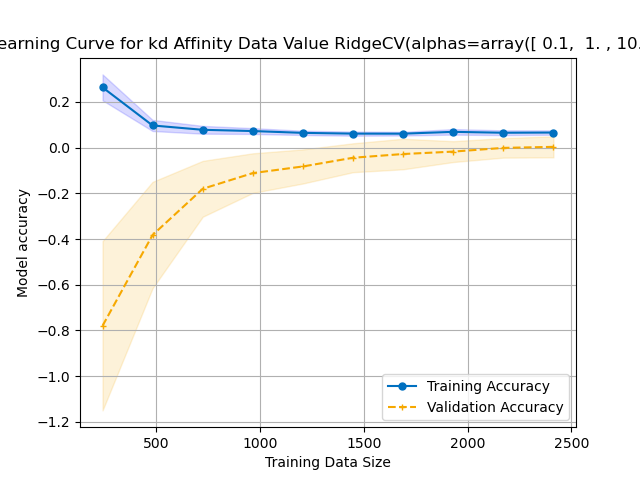 earning Curve for kd Affinity Data Value RidgeCV(alphas=array([ 0.1,  1. , 10.
Model accuracy
0.2
0.0
−0.2
−0.4
−0.6
−0.8
−1.0
−1.2
Training Accuracy
Validation Accuracy
500
1000
1500
2000
2500
Training Data Size